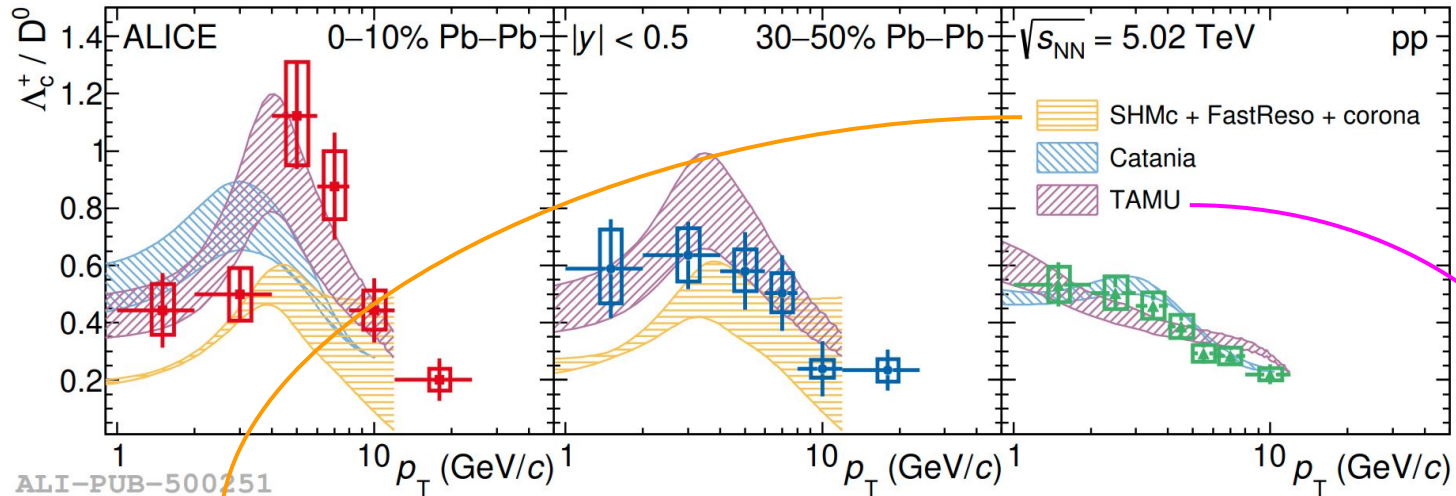 Λc+ / D0
ALICE 0–10% Pb–Pb
|y| < 0.5 30–50% Pb–Pb
√sNN = 5.02 TeV pp
SHMc + FastReso + corona
Catania
TAMU
1.4
1.2
1
0.8
0.6
0.4
0.2
1 10 pT (GeV/c)
1 10 pT (GeV/c)
1 10 pT (GeV/c)
ALI-PUB-500251